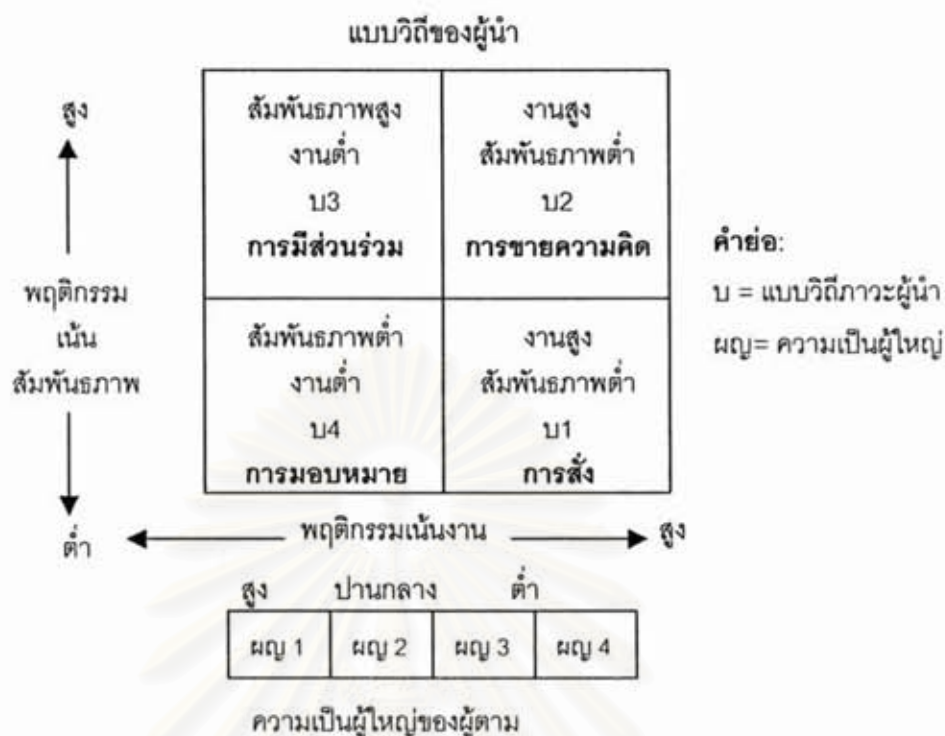 แบบวิถีของผู้นำ
สูง
พฤติกรรม
เน้น
สัมพันธภาพ
ต่ำ
สัมพันธภาพสูง
งานต่ำ
บ3
การมีส่วนร่วม
งานสูง
สัมพันธภาพต่ำ
บ2
การขายความคิด
สัมพันธภาพต่ำ
งานต่ำ
บ4
การมอบหมาย
งานสูง
สัมพันธภาพต่ำ
บ1
การสั่ง
คำย่อ:
บ = แบบวิถีภาวะผู้นำ
ผญ= ความเป็นผู้ใหญ่
พฤติกรรมเน้นงาน สูง
สูง ปานกลาง ต่ำ
ผญ 1 ผญ 2 ผญ 3 ผญ 4
ความเป็นผู้ใหญ่ของผู้ตาม